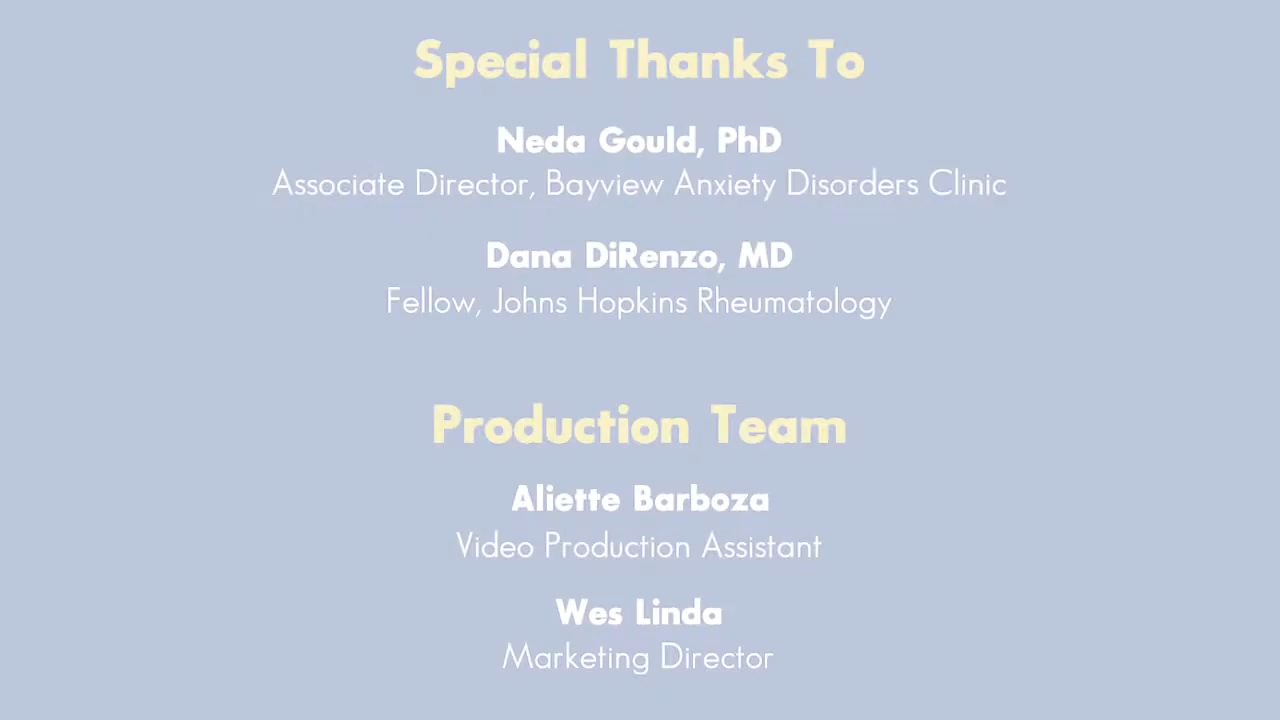 Special Thanks To
Neda Gould, PhD
Associate Director, Bayview Anxiety Disorders Clinic
Dana DiRenzo, MD
Fellow, Johns Hopkins Rheumatology
Production Team
Aliette Barboza
Video Production Assistant
Wes Linda
Marketing Director